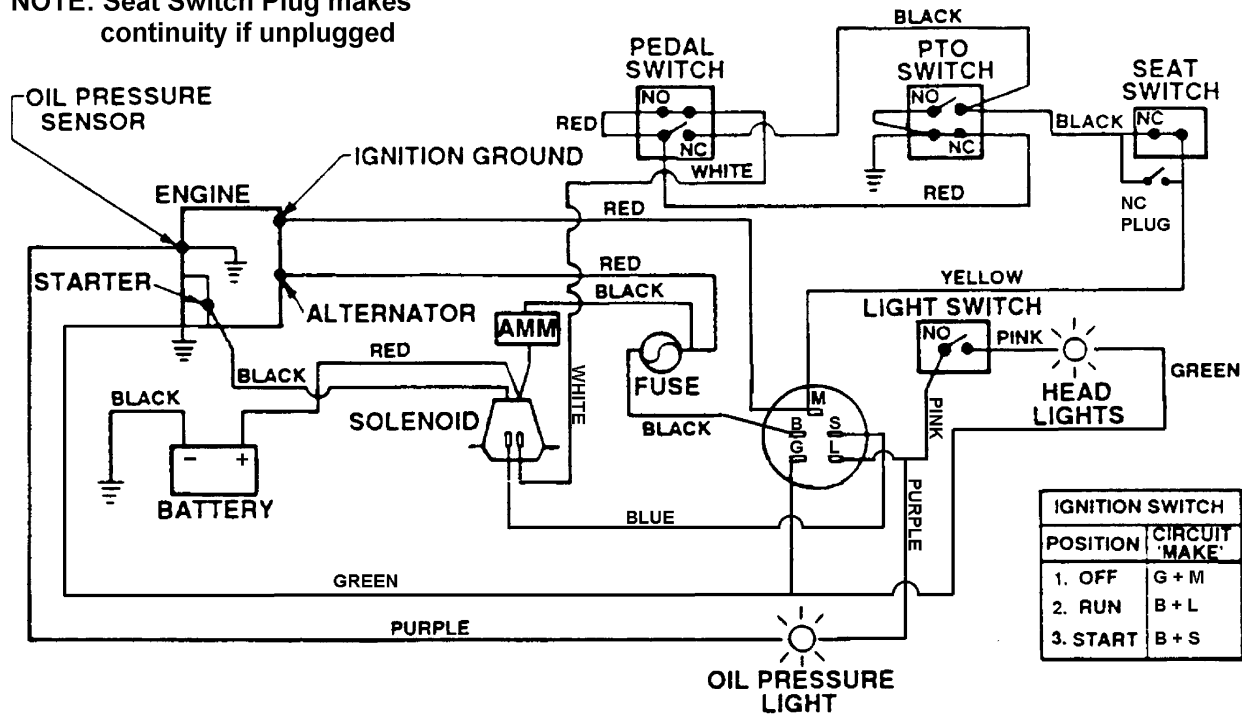 NOTE: Seat Switch Plug makes
continuity if unplugged
BLACK
PEDAL
SWITCH
PTO
SWITCH
SEAT
SWITCH
OIL PRESSURE
SENSOR
NO
NC
RED
NO
NC
BLACK
NC
IGNITION GROUND
WHITE
RED
NC
PLUG
ENGINE
RED
STARTER
RED
BLACK
YELLOW
LIGHT SWITCH
ALTERNATOR
AMM
NO
PINK
RED
FUSE
HEAD
LIGHTS
GREEN
BLACK
BLACK
SOLENOID
WHITE
BLACK
M
B
S
G
L
PINK
- +
BATTERY
BLUE
PURPLE
IGNITION SWITCH
POSITION CIRCUIT 'MAKE'
1. OFF G + M
2. RUN B + L
3. START B + S
GREEN
PURPLE
OIL PRESSURE
LIGHT